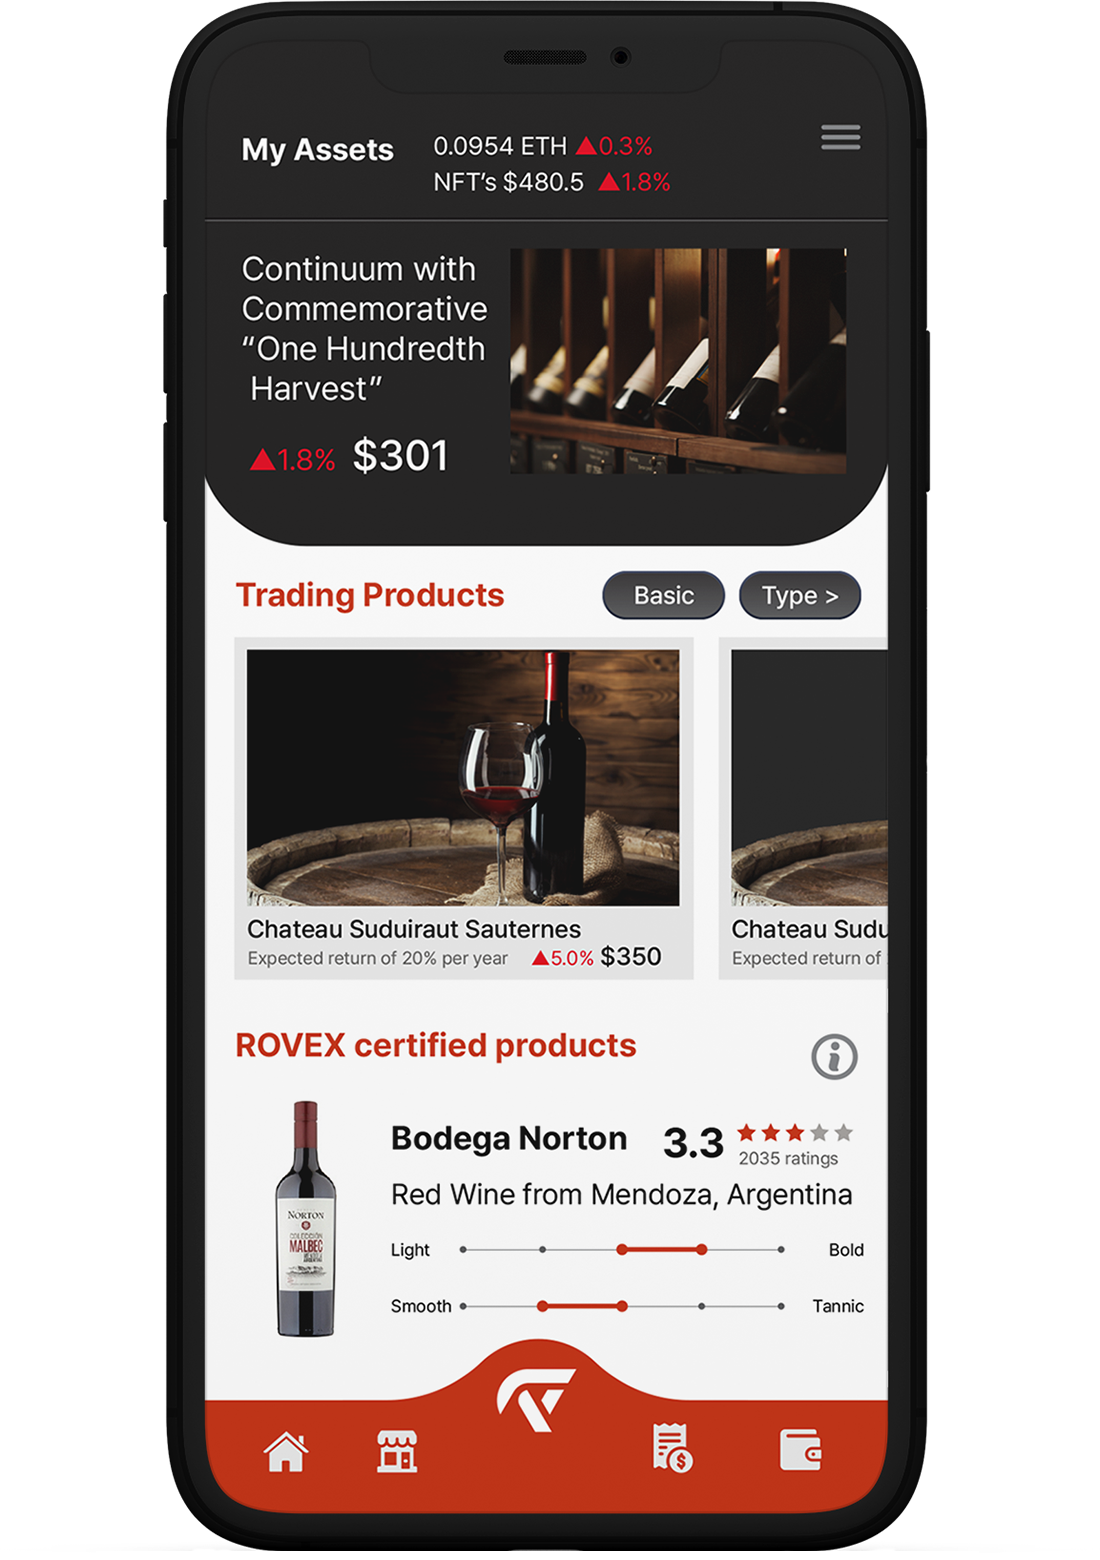 My Assets
0.0954 ETH ▲0.3%
NFT’s $480.5 ▲1.8%
Continuum with
Commemorative
“One Hundredth
Harvest”
▲1.8% $301
Trading Products
Basic
Type >
Chateau Suduiraut Sauternes
Expected return of 20% per year ▲5.0% $350
Chateau Sudu
Expected return of
ROVEX certified products
Bodega Norton
3.3
2035 ratings
Red Wine from Mendoza, Argentina
Light
Bold
Smooth
Tannic
NORTON
COLECCIÓN
MALBEC